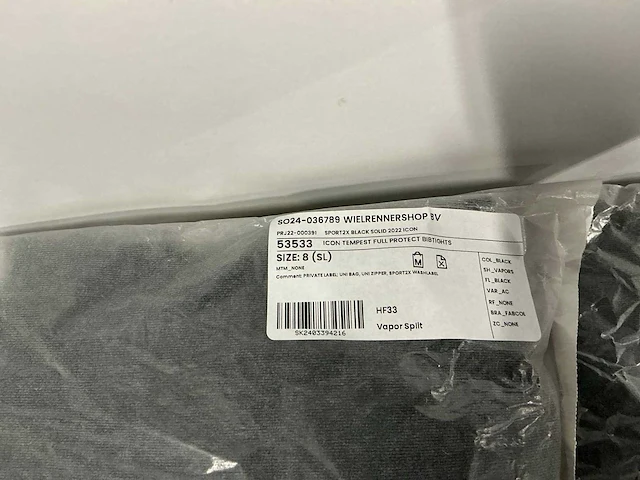 SO24-036789 WIELRENNERSHOP BV
PRJ22-000391 SPORT2X BLACK SOLID 2022 ICON
53533 ICON TEMPEST FULL PROTECT BIBTIGHTS
SIZE: 8 (SL)
MTM_NONE
Comment: PRIVATE LABEL: UNI BAG, UNI ZIPPER, SPORT2X WASHLABEL
M
COL_BLACK
SH_VAPORS
FL_BLACK
VAR_AC
RF_NONE
BRA_FABCOL
ZC_NONE
HF33
Vapor Split
SK2403394216